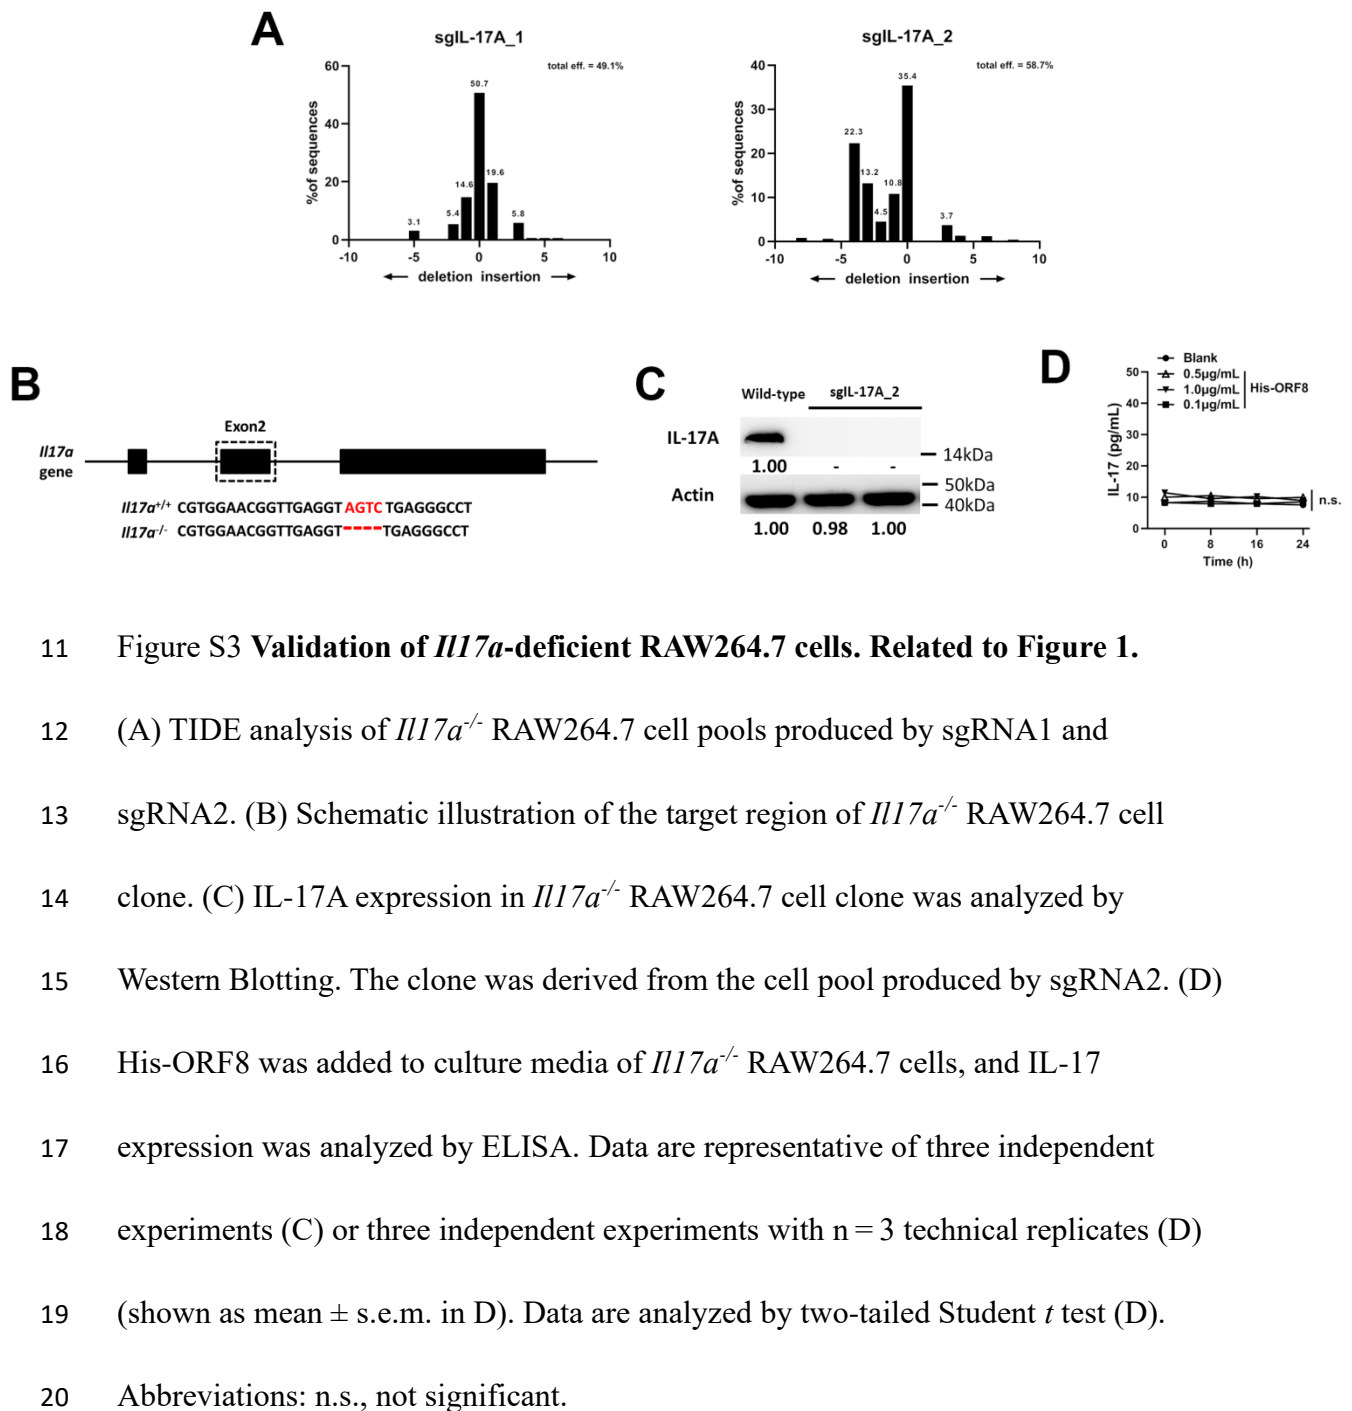 A
sgIL-17A_1
total eff. = 49.1%
%of sequences
60
40
20
0
3.1
5.4
14.6
50.7
19.6
5.8
-10
-5
0
5
10
deletion insertion
sgIL-17A_2
total eff. = 58.7%
%of sequences
40
30
20
10
0
22.3
13.2
4.5
10.8
35.4
3.7
-10
-5
0
5
10
deletion insertion
B
Exon2
Il17a
gene
Il17a+/+ CGTGGAACGGTTGAGGT AGTC TGAGGGCCT
Il17a-/- CGTGGAACGGTTGAGGT----TGAGGGCCT
C
Wild-type sgIL-17A_2
IL-17A
14kDa
1.00 - -
Actin
50kDa
40kDa
1.00 0.98 1.00
D
Blank
0.5μg/mL
1.0μg/mL
0.1μg/mL
His-ORF8
IL-17 (pg/mL)
50
40
30
20
10
0
n.s.
0 8 16 24
Time (h)
11 Figure S3 Validation of Il17a-deficient RAW264.7 cells. Related to Figure 1.
12 (A) TIDE analysis of Il17a-/- RAW264.7 cell pools produced by sgRNA1 and
13 sgRNA2. (B) Schematic illustration of the target region of Il17a-/- RAW264.7 cell
14 clone. (C) IL-17A expression in Il17a-/- RAW264.7 cell clone was analyzed by
15 Western Blotting. The clone was derived from the cell pool produced by sgRNA2. (D)
16 His-ORF8 was added to culture media of Il17a-/- RAW264.7 cells, and IL-17
17 expression was analyzed by ELISA. Data are representative of three independent
18 experiments (C) or three independent experiments with n = 3 technical replicates (D)
19 (shown as mean ± s.e.m. in D). Data are analyzed by two-tailed Student t test (D).
20 Abbreviations: n.s., not significant.